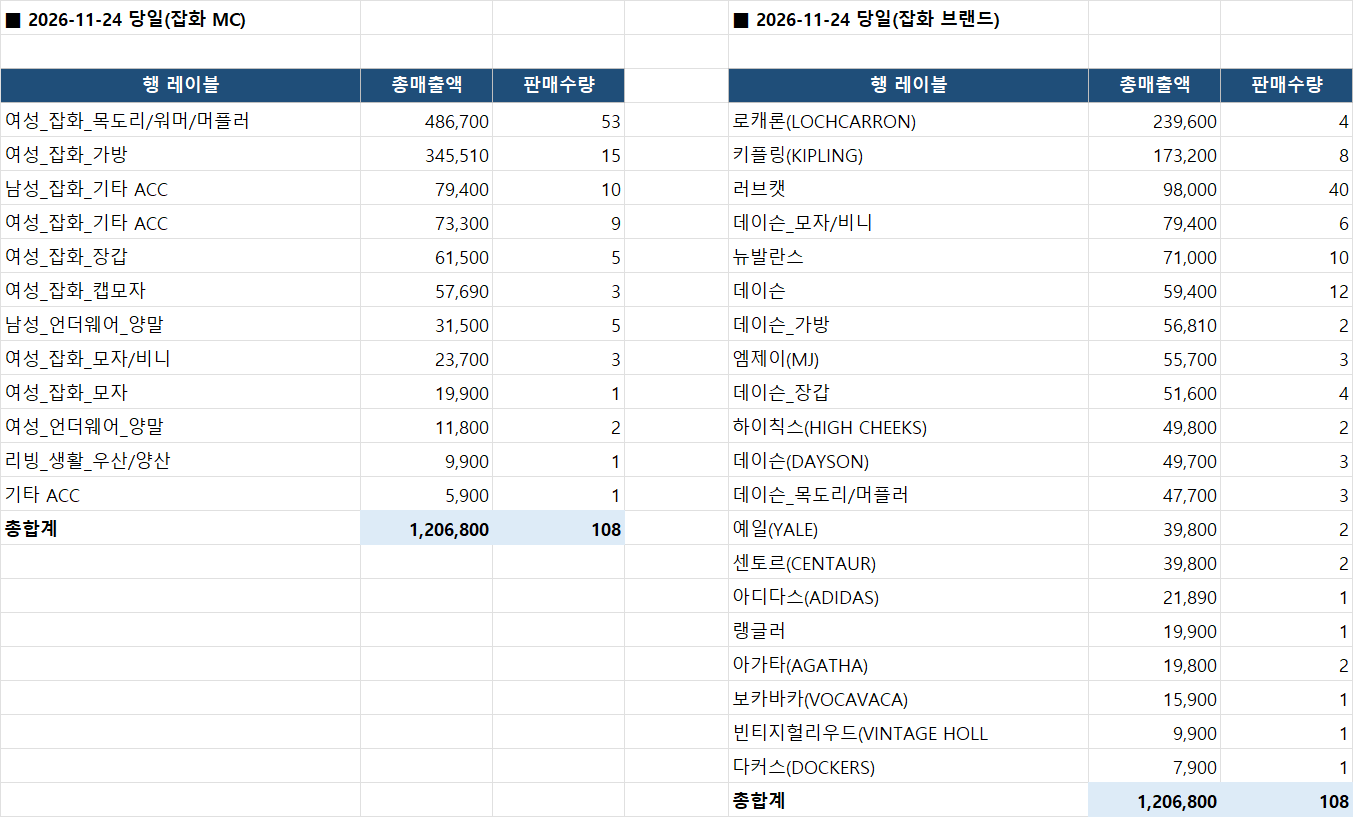 ■ 2026-11-24 당일(잡화 MC)
행 레이블 총매출액 판매수량
여성_잡화_목도리/워머/머플러 486,700 53
여성_잡화_가방 345,510 15
남성_잡화_기타 ACC 79,400 10
여성_잡화_기타 ACC 73,300 9
여성_잡화_장갑 61,500 5
여성_잡화_캡모자 57,690 3
남성_언더웨어_양말 31,500 5
여성_잡화_모자/비니 23,700 3
여성_잡화_모자 19,900 1
여성_언더웨어_양말 11,800 2
리빙_생활_우산/양산 9,900 1
기타 ACC 5,900 1
총합계 1,206,800 108
■ 2026-11-24 당일(잡화 브랜드)
행 레이블 총매출액 판매수량
로캐론(LOCHCARRON) 239,600 4
키플링(KIPLING) 173,200 8
러브캣 98,000 40
데이슨_모자/비니 79,400 6
뉴발란스 71,000 10
데이슨 59,400 12
데이슨_가방 56,810 2
엠제이(MJ) 55,700 3
데이슨_장갑 51,600 4
하이칙스(HIGH CHEEKS) 49,800 2
데이슨(DAYSON) 49,700 3
데이슨_목도리/머플러 47,700 3
예일(YALE) 39,800 2
센토르(CENTAUR) 39,800 2
아디다스(ADIDAS) 21,890 1
랭글러 19,900 1
아가타(AGATHA) 19,800 2
보카바카(VOCAVACA) 15,900 1
빈티지헐리우드(VINTAGE HOLL 9,900 1
다커스(DOCKERS) 7,900 1
총합계 1,206,800 108